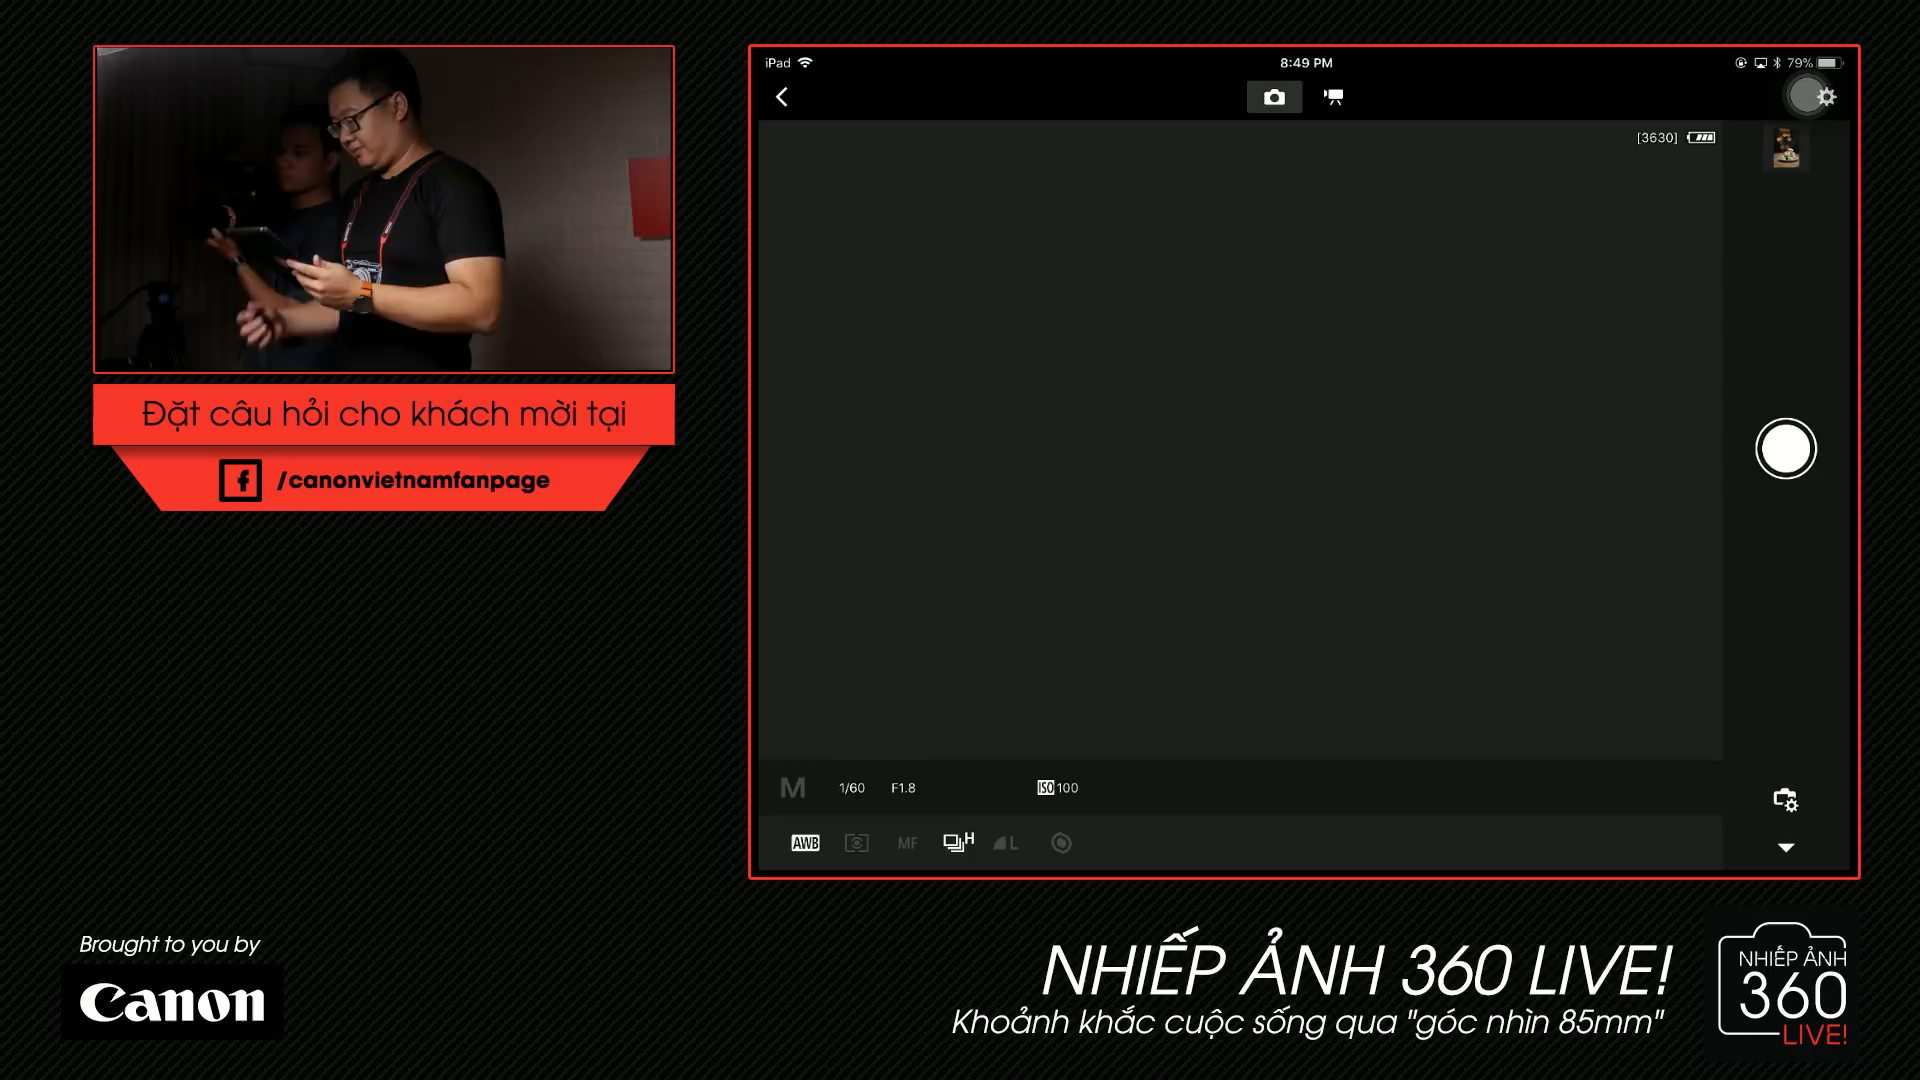 iPad
8:49 PM
79%
[3630]
Đặt câu hỏi cho khách mời tại
f /canonvietnamfanpage
M 1/60 F1.8 ISO 100
AWB MF H L
Brought to you by
Canon
NHIẾP ẢNH 360 LIVE!
Khoảnh khắc cuộc sống qua "góc nhìn 85mm"
NHIẾP ẢNH
360
LIVE!